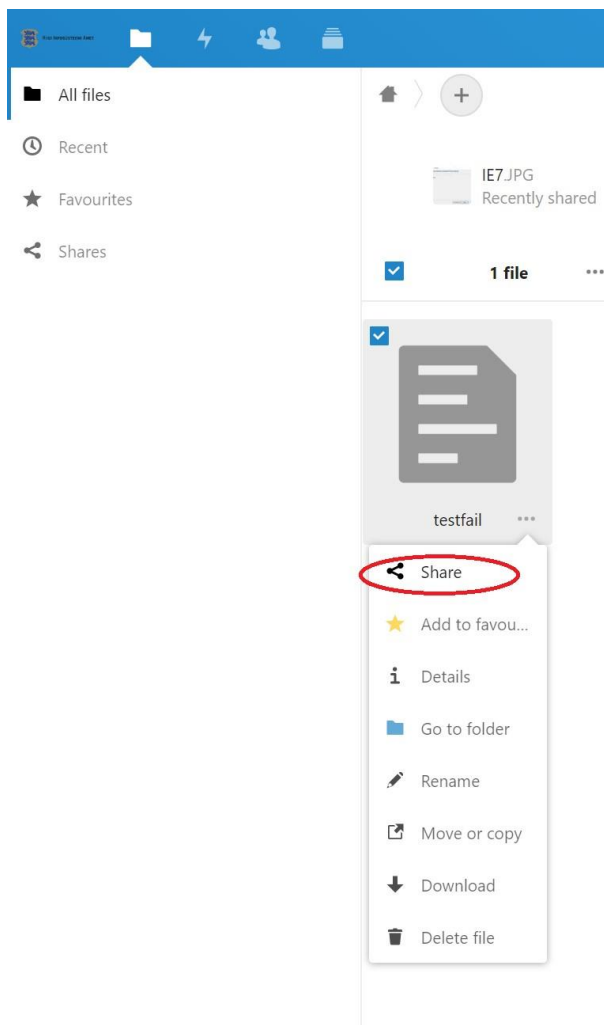 All files
Recent
Favourites
Shares
IE7.JPG
Recently shared
1 file
testfail
Share
Add to favou...
Details
Go to folder
Rename
Move or copy
Download
Delete file